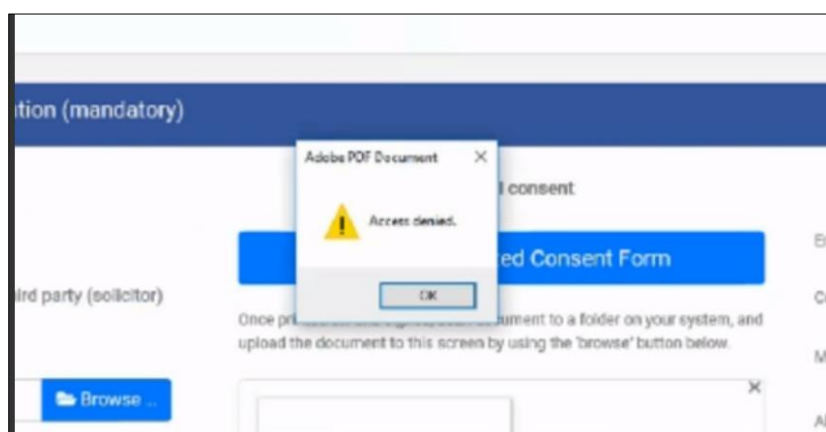 tion (mandatory)
Adobe PDF Document
Access denied.
OK
l consent
ed Consent Form
ird party (solicitor)
Once
ument to a folder on your system, and
upload the document to this screen by using the 'browse' button below.
Browse ...